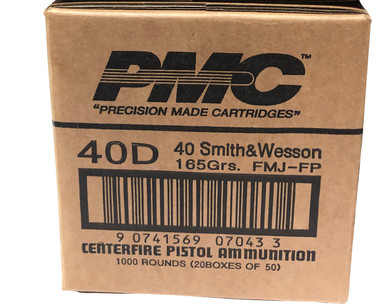 PMC™
"PRECISION MADE CARTRIDGES"
40D 40 Smith&Wesson
165Grs. FMJ-FP
9 0741569 07043 3
CENTERFIRE PISTOL AMMUNITION
1000 ROUNDS (20BOXES OF 50)